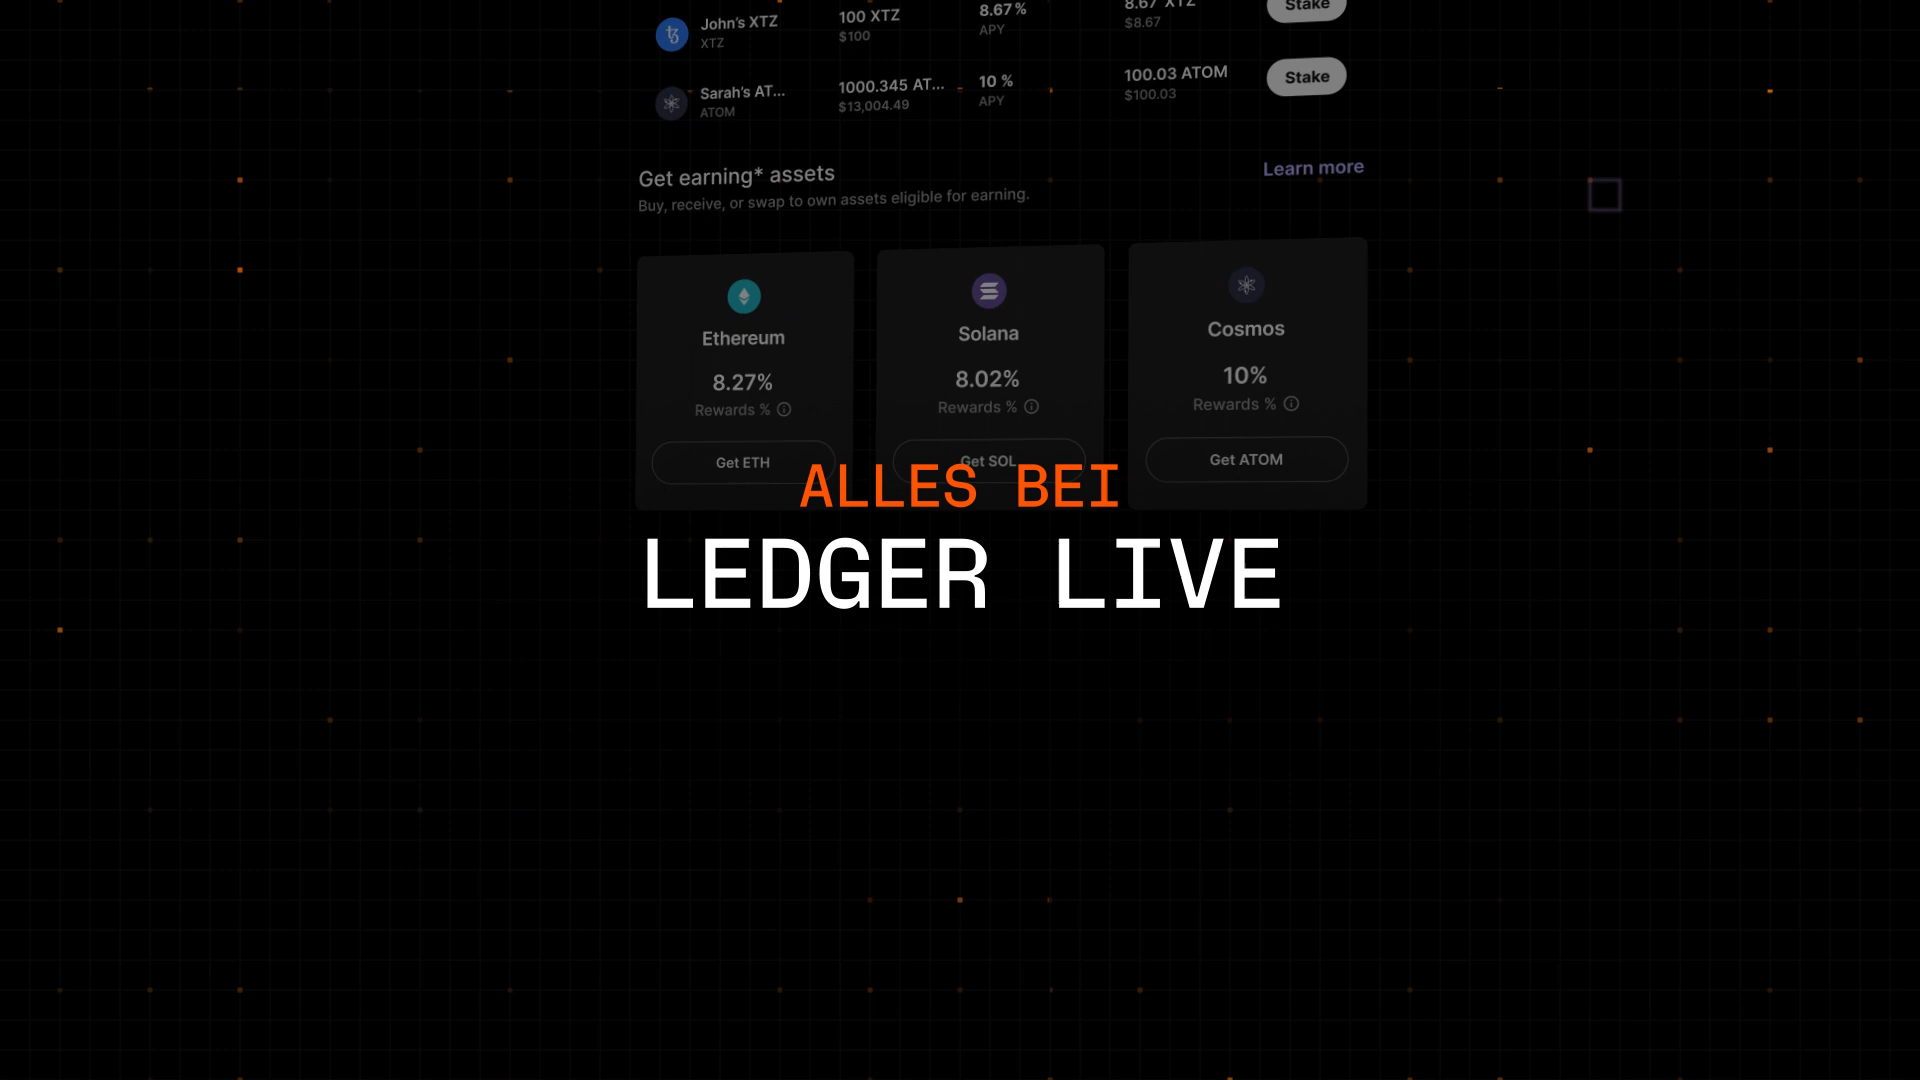 John's XTZ 100 XTZ 8.67% 8.67 XTZ Stake
XTZ $100 APY $8.67
Sarah's AT... 1000.345 AT... 10 % 100.03 ATOM Stake
ATOM $13,004.49 APY $100.03
Get earning* assets Learn more
Buy, receive, or swap to own assets eligible for earning.
Ethereum Solana Cosmos
8.27% 8.02% 10%
Rewards % Rewards % Rewards %
Get ETH Get SOL Get ATOM
ALLES BEI
LEDGER LIVE